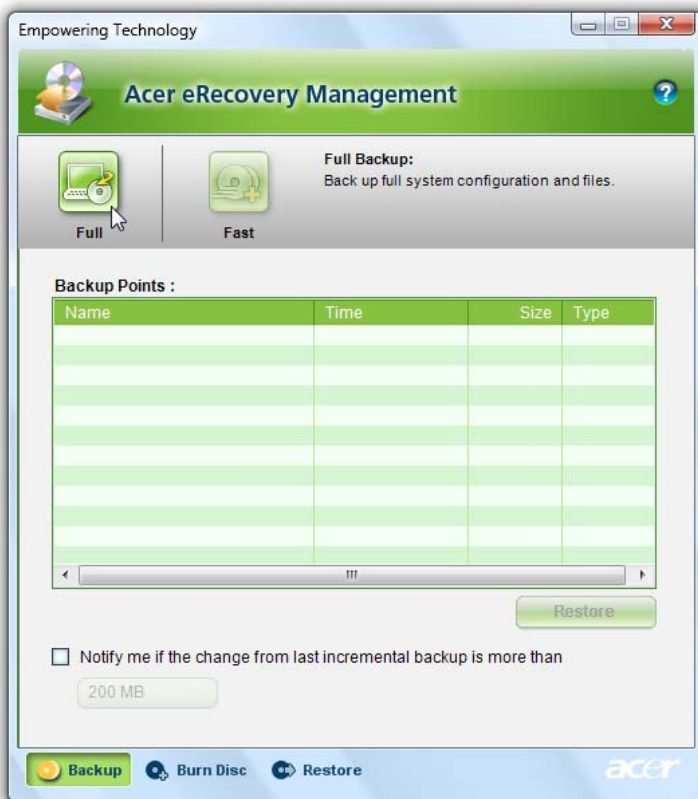 Empowering Technology
Acer eRecovery Management
?
Full
Fast
Full Backup:
Back up full system configuration and files.
Backup Points :
Name Time Size Type
Restore
Notify me if the change from last incremental backup is more than
200 MB
Backup Burn Disc Restore
acer